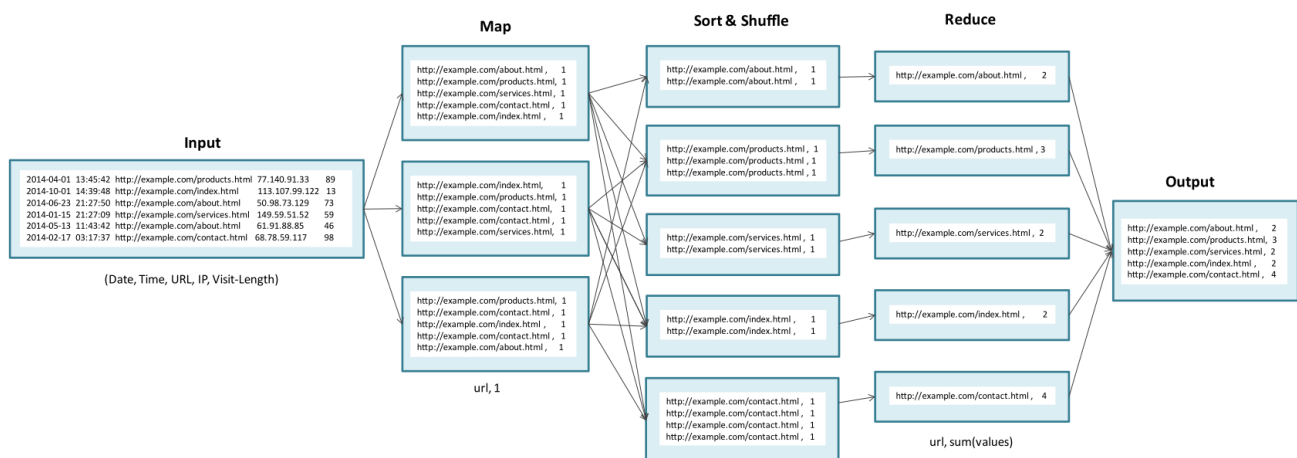 Input
2014-04-01 13:45:42 http://example.com/products.html 77.140.91.33 89
2014-10-01 14:39:48 http://example.com/index.html 113.107.99.122 13
2014-06-23 21:27:50 http://example.com/about.html 50.98.73.129 73
2014-01-15 21:27:09 http://example.com/services.html 149.59.51.52 59
2014-05-13 11:43:42 http://example.com/about.html 61.91.88.85 46
2014-02-17 03:17:37 http://example.com/contact.html 68.78.59.117 98
(Date, Time, URL, IP, Visit-Length)
Map
http://example.com/about.html , 1
http://example.com/products.html, 1
http://example.com/services.html , 1
http://example.com/contact.html , 1
http://example.com/index.html , 1
http://example.com/index.html, 1
http://example.com/products.html , 1
http://example.com/contact.html , 1
http://example.com/contact.html , 1
http://example.com/services.html , 1
http://example.com/products.html, 1
http://example.com/contact.html , 1
http://example.com/index.html , 1
http://example.com/contact.html , 1
http://example.com/about.html , 1
url, 1
Sort & Shuffle
http://example.com/about.html , 1
http://example.com/about.html , 1
http://example.com/products.html , 1
http://example.com/products.html , 1
http://example.com/products.html , 1
http://example.com/services.html , 1
http://example.com/services.html , 1
http://example.com/index.html , 1
http://example.com/index.html , 1
http://example.com/contact.html , 1
http://example.com/contact.html , 1
http://example.com/contact.html , 1
http://example.com/contact.html , 1
Reduce
http://example.com/about.html , 2
http://example.com/products.html , 3
http://example.com/services.html , 2
http://example.com/index.html , 2
http://example.com/contact.html , 4
url, sum(values)
Output
http://example.com/about.html , 2
http://example.com/products.html , 3
http://example.com/services.html , 2
http://example.com/index.html , 2
http://example.com/contact.html , 4